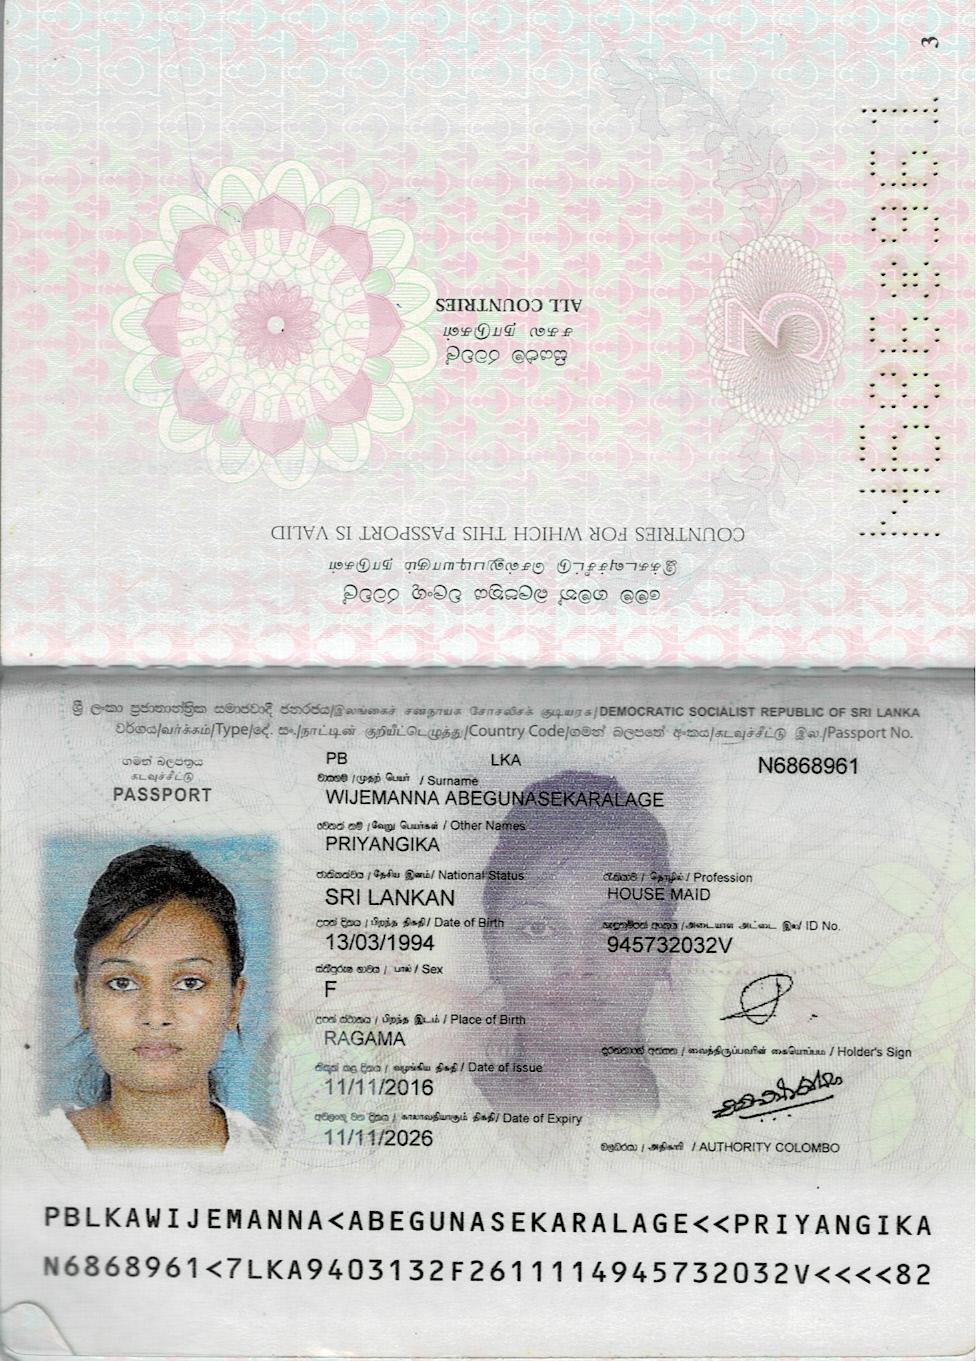 3
N6868961
ALL COUNTRIES
சகல நாடுகள்
සියළුම රටවල්
COUNTRIES FOR WHICH THIS PASSPORT IS VALID
இக்கடவுச்சீட்டு செல்லுபடியாகும் நாடுகள்
මෙම ගමන් බලපත්‍රය වලංගු රටවල්
ශ්‍රී ලංකා ප්‍රජාතාන්ත්‍රික සමාජවාදී ජනරජය/இலங்கைச் சனநாயக சோசலிசக் குடியரசு/DEMOCRATIC SOCIALIST REPUBLIC OF SRI LANKA
වර්ගය/வர்க்கம்/Type/දේ. සං./நாட்டின் குறியீட்டெழுத்து/Country Code/ගමන් බලපත් අංකය/கடவுச்சீட்டு இல./Passport No.
ගමන් බලපත්‍රය
கடவுச்சீட்டு
PASSPORT
PB LKA N6868961
/ முதற் பெயர் / Surname
WIJEMANNA ABEGUNASEKARALAGE
වෙනත් නම් / வேறு பெயர்கள் / Other Names
PRIYANGIKA
ජාතිකත්වය / தேசிய இனம் / National Status
SRI LANKAN
රැකියාව / தொழில் / Profession
HOUSE MAID
උපන් දිනය / பிறந்த திகதி / Date of Birth
13/03/1994
හැඳුනුම්පත් අංකය / அடையாள அட்டை இல / ID No.
945732032V
ස්ත්‍රීපුරුෂ භාවය / பால் / Sex
F
උපන් ස්ථානය / பிறந்த இடம் / Place of Birth
RAGAMA
දරන්නාගේ අත්සන / வைத்திருப்பவரின் கையொப்பம் / Holder's Sign
නිකුත් කළ දිනය / வழங்கிய திகதி / Date of Issue
11/11/2016
අවලංගු වන දිනය / காலாவதியாகும் திகதி / Date of Expiry
11/11/2026
බලධරයා / அதிகாரி / AUTHORITY COLOMBO
PBLKAWIJEMANNA<ABEGUNASEKARALAGE<<PRIYANGIKA
N6868961<7LKA9403132F2611114945732032V<<<<82